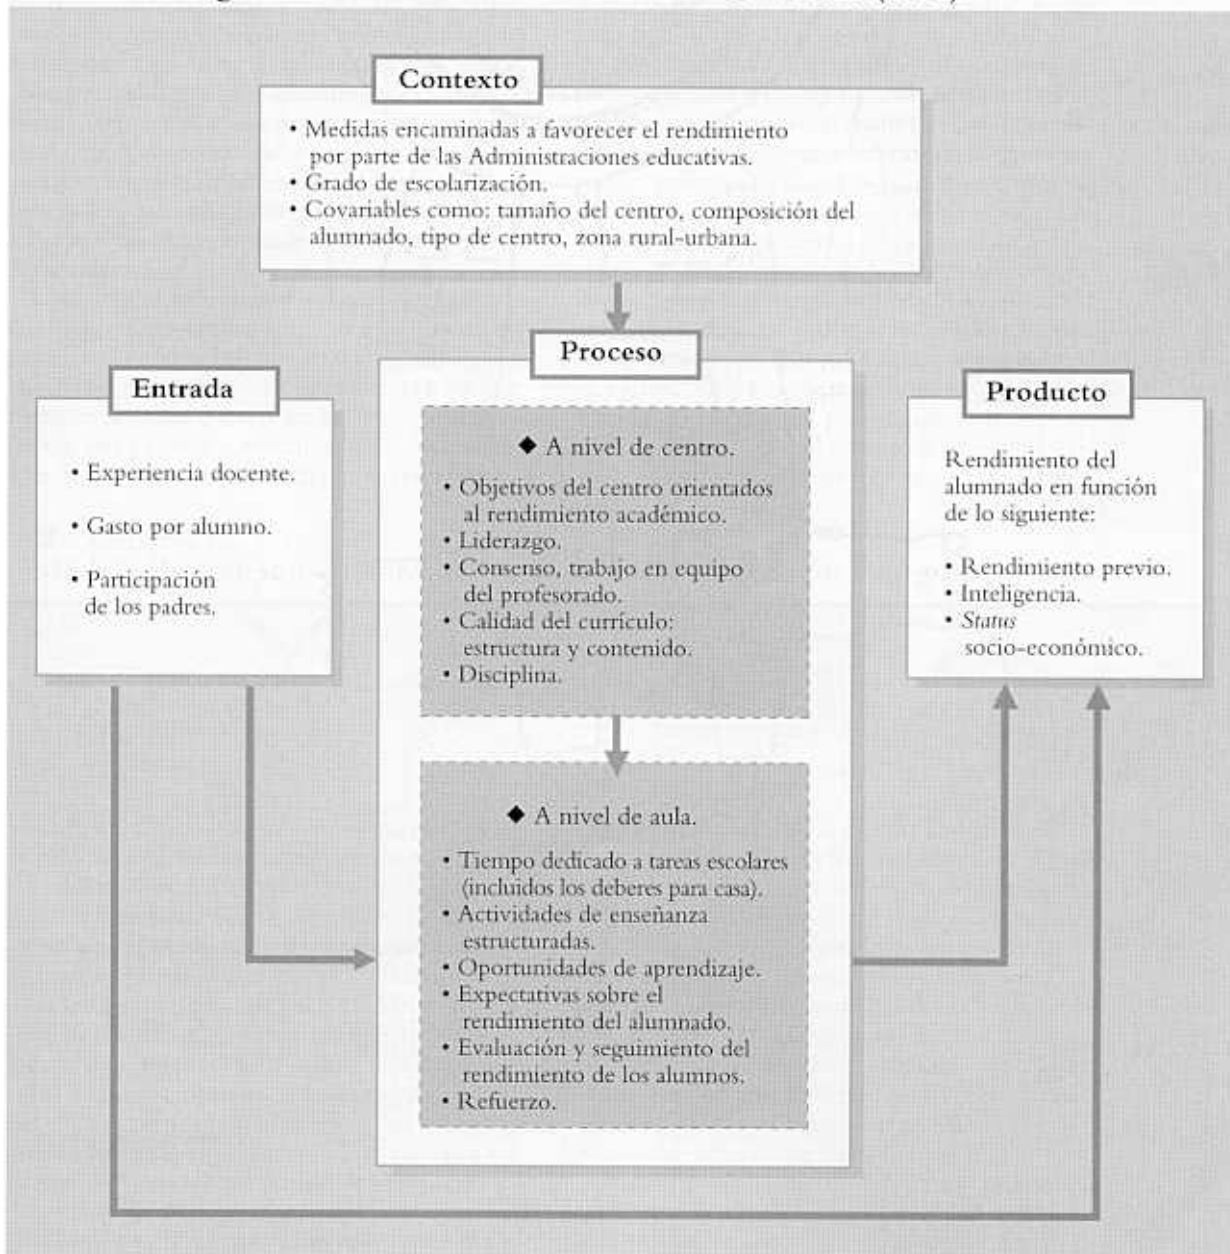 Contexto
• Medidas encaminadas a favorecer el rendimiento
por parte de las Administraciones educativas.
• Grado de escolarización.
• Covariables como: tamaño del centro, composición del
alumnado, tipo de centro, zona rural-urbana.
Entrada
• Experiencia docente.
• Gasto por alumno.
• Participación
de los padres.
Proceso
◆ A nivel de centro.
• Objetivos del centro orientados
al rendimiento académico.
• Liderazgo.
• Consenso, trabajo en equipo
del profesorado.
• Calidad del currículo:
estructura y contenido.
• Disciplina.
◆ A nivel de aula.
• Tiempo dedicado a tareas escolares
(incluidos los deberes para casa).
• Actividades de enseñanza
estructuradas.
• Oportunidades de aprendizaje.
• Expectativas sobre el
rendimiento del alumnado.
• Evaluación y seguimiento del
rendimiento de los alumnos.
• Refuerzo.
Producto
Rendimiento del
alumnado en función
de lo siguiente:
• Rendimiento previo.
• Inteligencia.
• Status
socio-económico.